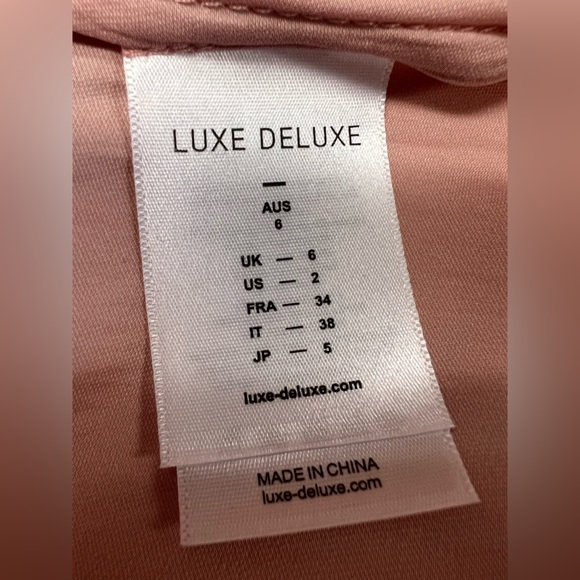 LUXE DELUXE
—
AUS
6
UK — 6
US — 2
FRA — 34
IT — 38
JP — 5
luxe-deluxe.com
MADE IN CHINA
luxe-deluxe.com